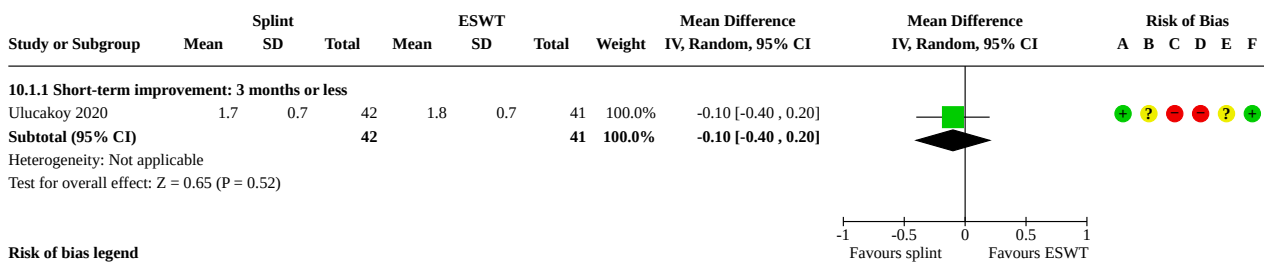 Splint ESWT Mean Difference Mean Difference Risk of Bias
Study or Subgroup Mean SD Total Mean SD Total Weight IV, Random, 95% CI IV, Random, 95% CI A B C D E F
10.1.1 Short-term improvement: 3 months or less
Ulucakoy 2020 1.7 0.7 42 1.8 0.7 41 100.0% -0.10 [-0.40 , 0.20] + ? − − ? +
Subtotal (95% CI) 42 41 100.0% -0.10 [-0.40 , 0.20]
Heterogeneity: Not applicable
Test for overall effect: Z = 0.65 (P = 0.52)
-1 -0.5 0 0.5 1
Favours splint Favours ESWT
Risk of bias legend